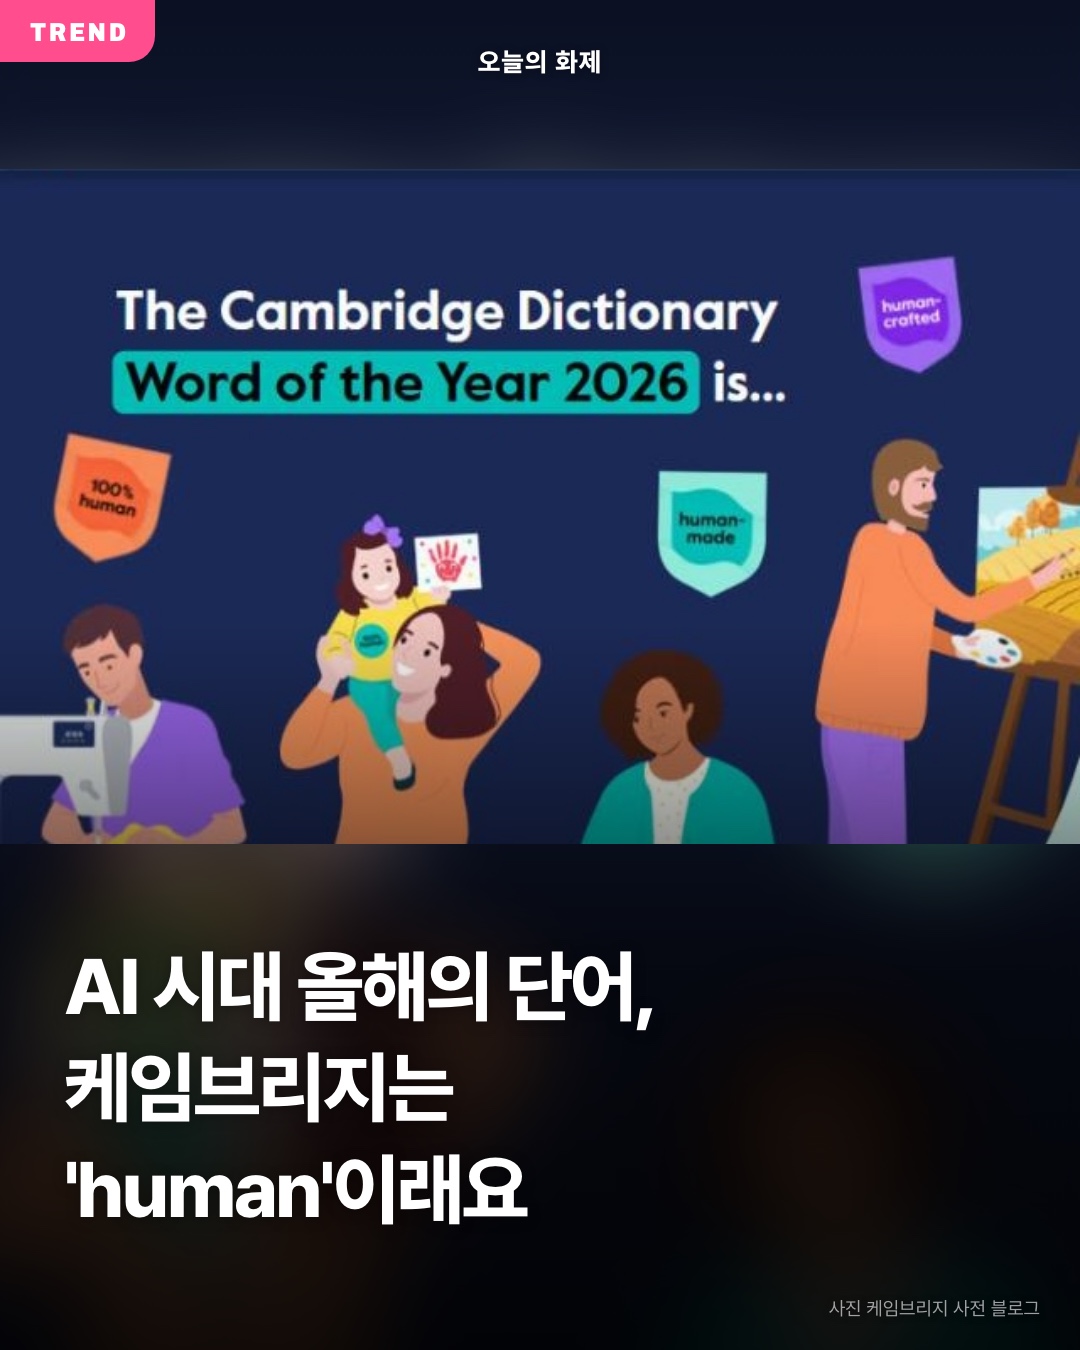 TREND
오늘의 화제
The Cambridge Dictionary
Word of the Year 2026 is...
human-
crafted
100%
human
human-
made
AI 시대 올해의 단어,
케임브리지는
'human'이래요
사진 케임브리지 사전 블로그